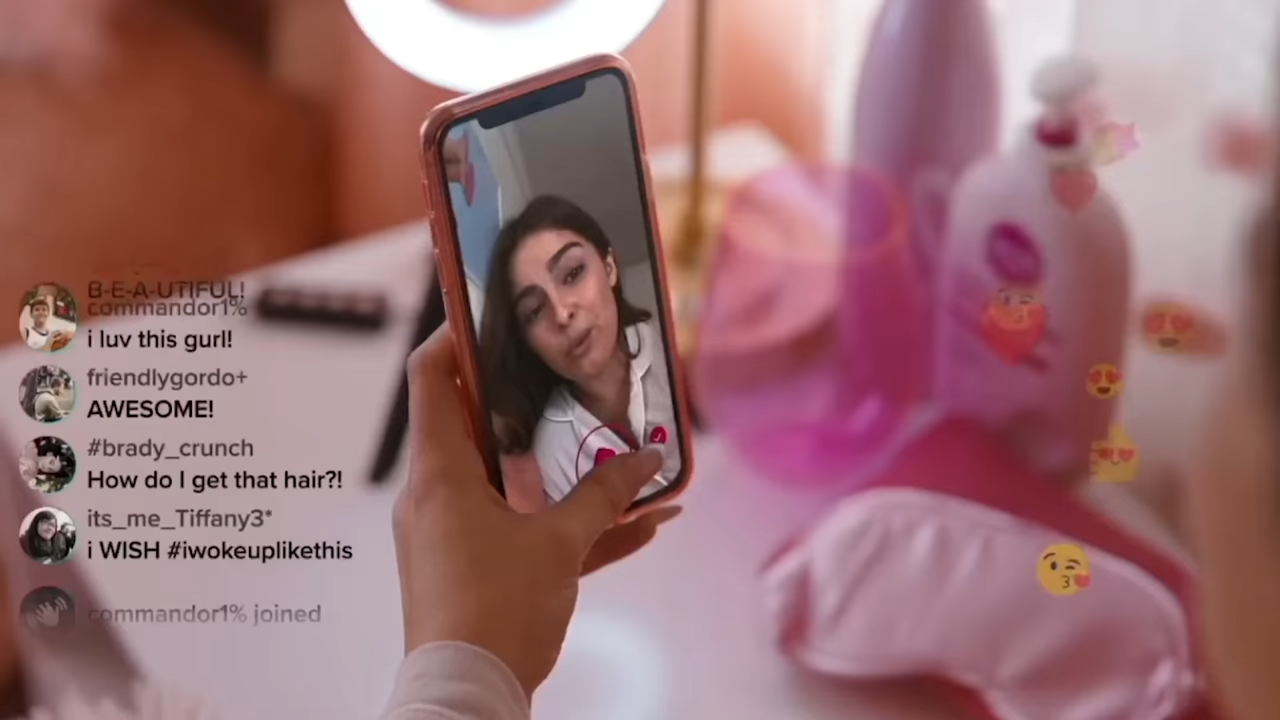 B-E-A-UTIFUL!
commandor1%
i luv this gurl!
friendlygordo+
AWESOME!
#brady_crunch
How do I get that hair?!
its_me_Tiffany3*
i WISH #iwokeuplikethis
commandor1% joined